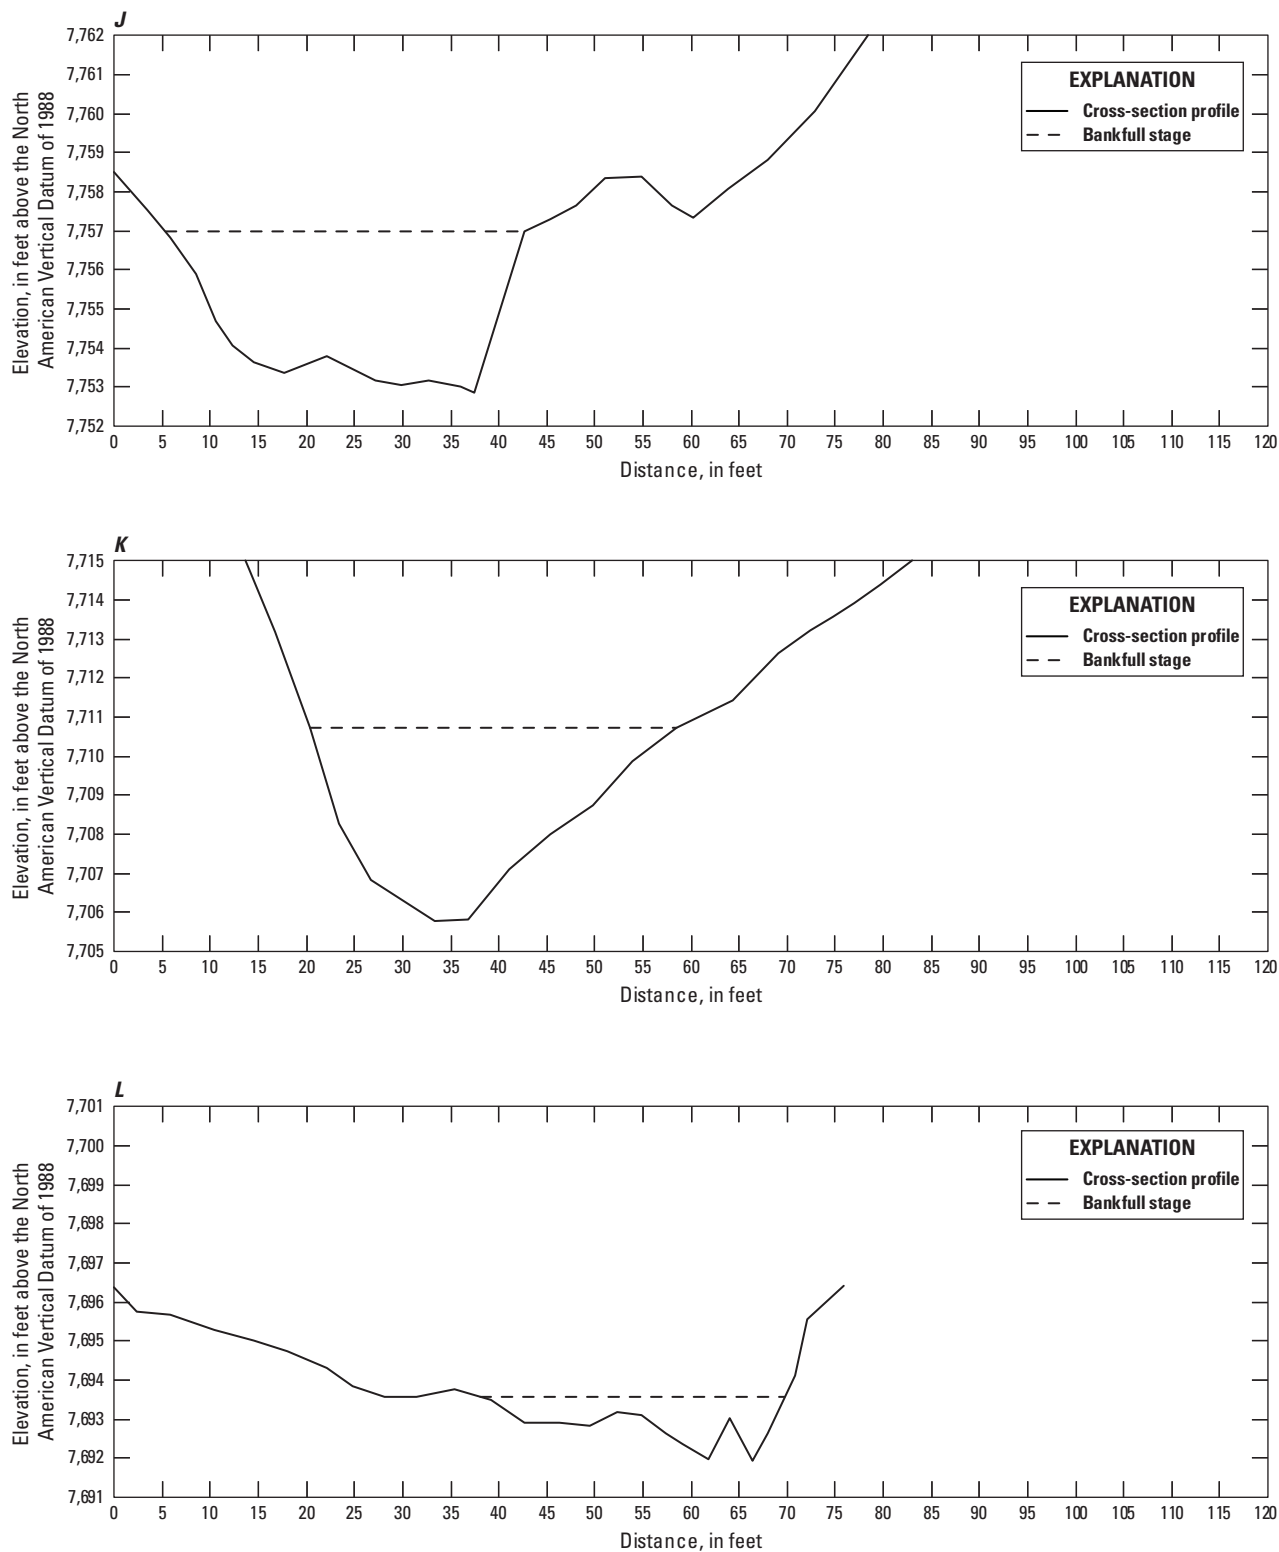 J
7,762
7,761
7,760
7,759
7,758
7,757
7,756
7,755
7,754
7,753
7,752
Elevation, in feet above the North
American Vertical Datum of 1988
EXPLANATION
Cross-section profile
Bankfull stage
0 5 10 15 20 25 30 35 40 45 50 55 60 65 70 75 80 85 90 95 100 105 110 115 120
Distance, in feet
K
7,715
7,714
7,713
7,712
7,711
7,710
7,709
7,708
7,707
7,706
7,705
Elevation, in feet above the North
American Vertical Datum of 1988
EXPLANATION
Cross-section profile
Bankfull stage
0 5 10 15 20 25 30 35 40 45 50 55 60 65 70 75 80 85 90 95 100 105 110 115 120
Distance, in feet
L
7,701
7,700
7,699
7,698
7,697
7,696
7,695
7,694
7,693
7,692
7,691
Elevation, in feet above the North
American Vertical Datum of 1988
EXPLANATION
Cross-section profile
Bankfull stage
0 5 10 15 20 25 30 35 40 45 50 55 60 65 70 75 80 85 90 95 100 105 110 115 120
Distance, in feet